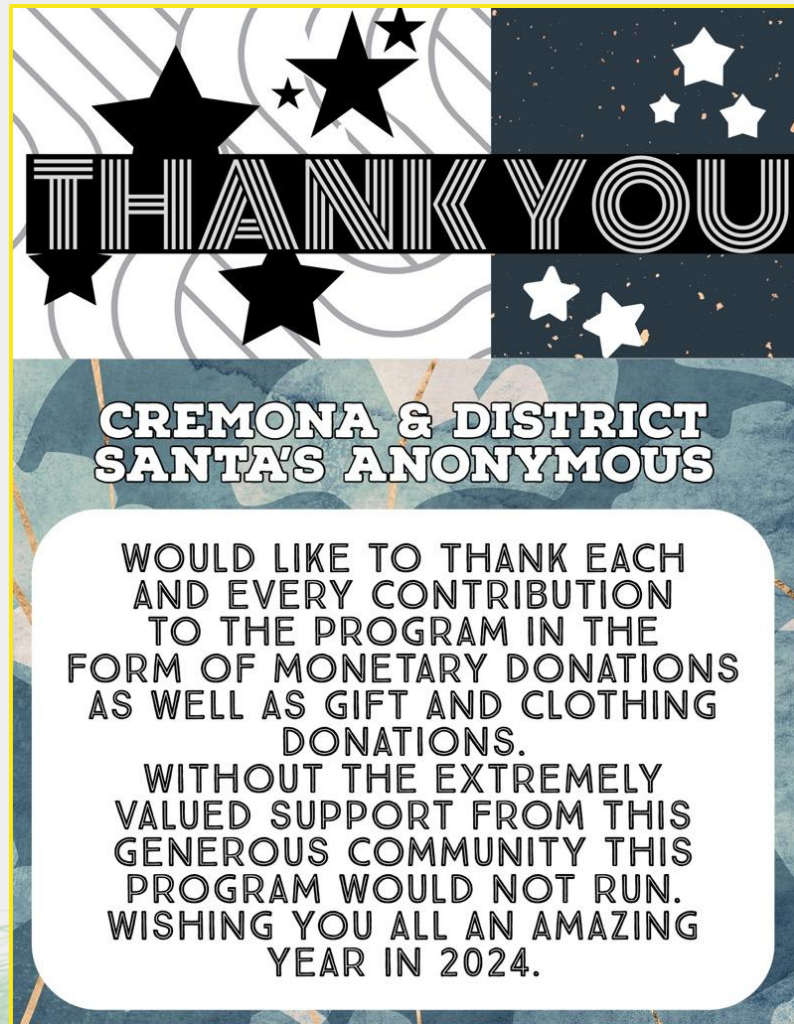 THANK YOU
CREMONA & DISTRICT
SANTA'S ANONYMOUS
WOULD LIKE TO THANK EACH
AND EVERY CONTRIBUTION
TO THE PROGRAM IN THE
FORM OF MONETARY DONATIONS
AS WELL AS GIFT AND CLOTHING
DONATIONS.
WITHOUT THE EXTREMELY
VALUED SUPPORT FROM THIS
GENEROUS COMMUNITY THIS
PROGRAM WOULD NOT RUN.
WISHING YOU ALL AN AMAZING
YEAR IN 2024.